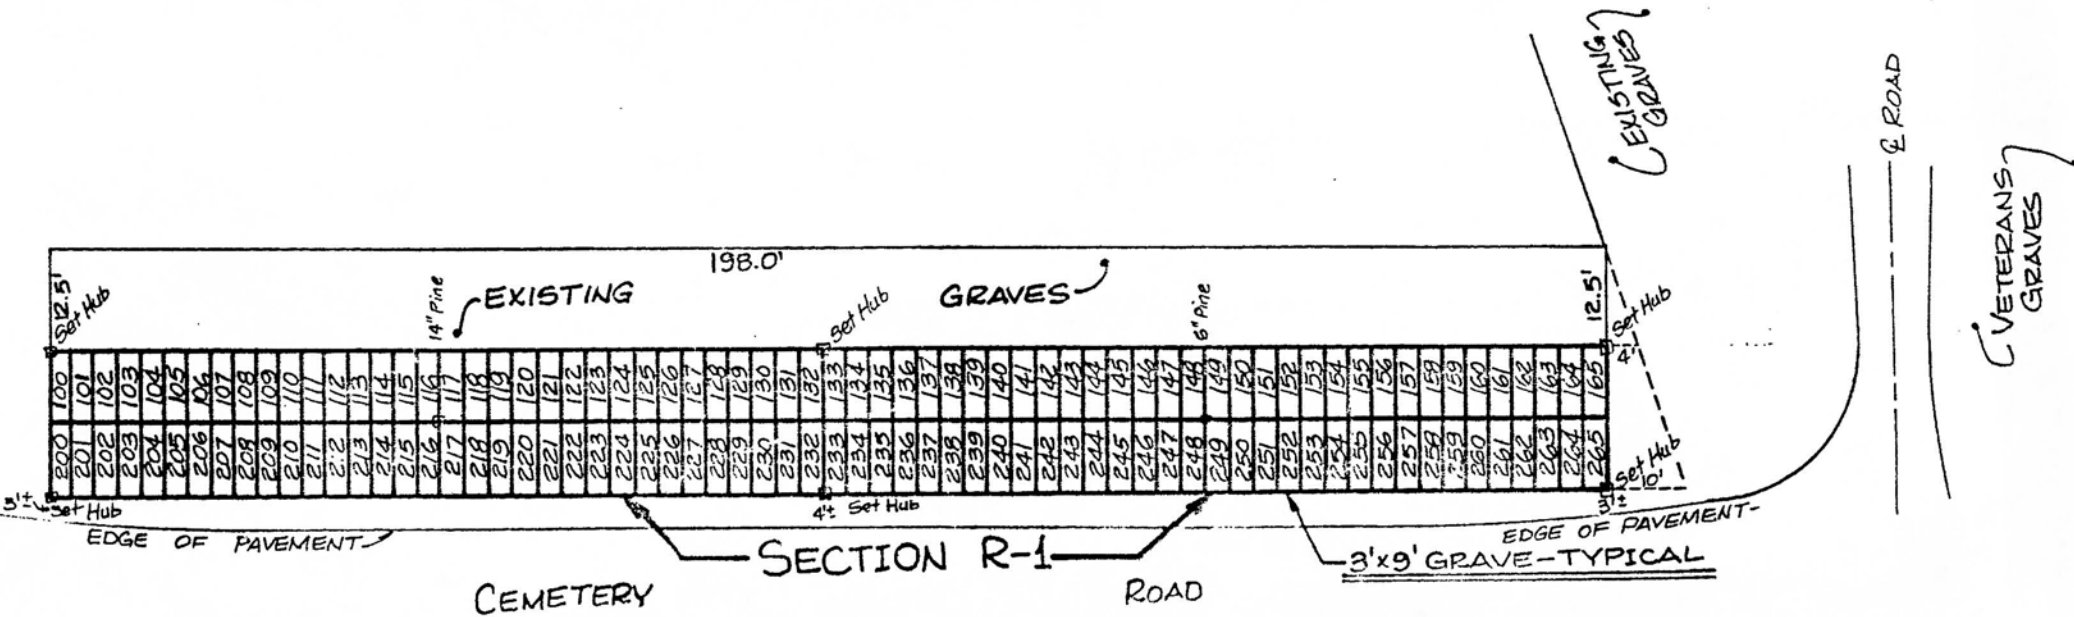 EXISTING
GRAVES
℄ ROAD
VETERANS
GRAVES
198.0'
12.5'
Set Hub
14" Pine
EXISTING
GRAVES
Set Hub
6" Pine
12.5'
Set Hub
4'
100 101 102 103 104 105 106 107 108 109 110 111 112 113 114 115 116 117 118 119 120 121 122 123 124 125 126 127 128 129 130 131 132 133 134 135 136 137 138 139 140 141 142 143 144 145 146 147 148 149 150 151 152 153 154 155 156 157 158 159 160 161 162 163 164 165
200 201 202 203 204 205 206 207 208 209 210 211 212 213 214 215 216 217 218 219 220 221 222 223 224 225 226 227 228 229 230 231 232 233 234 235 236 237 238 239 240 241 242 243 244 245 246 247 248 249 250 251 252 253 254 255 256 257 258 259 260 261 262 263 264 265
Set Hub
10'
3'±
3'± Set Hub
4'± Set Hub
EDGE OF PAVEMENT
EDGE OF PAVEMENT
SECTION R-1
3'x9' GRAVE-TYPICAL
CEMETERY ROAD